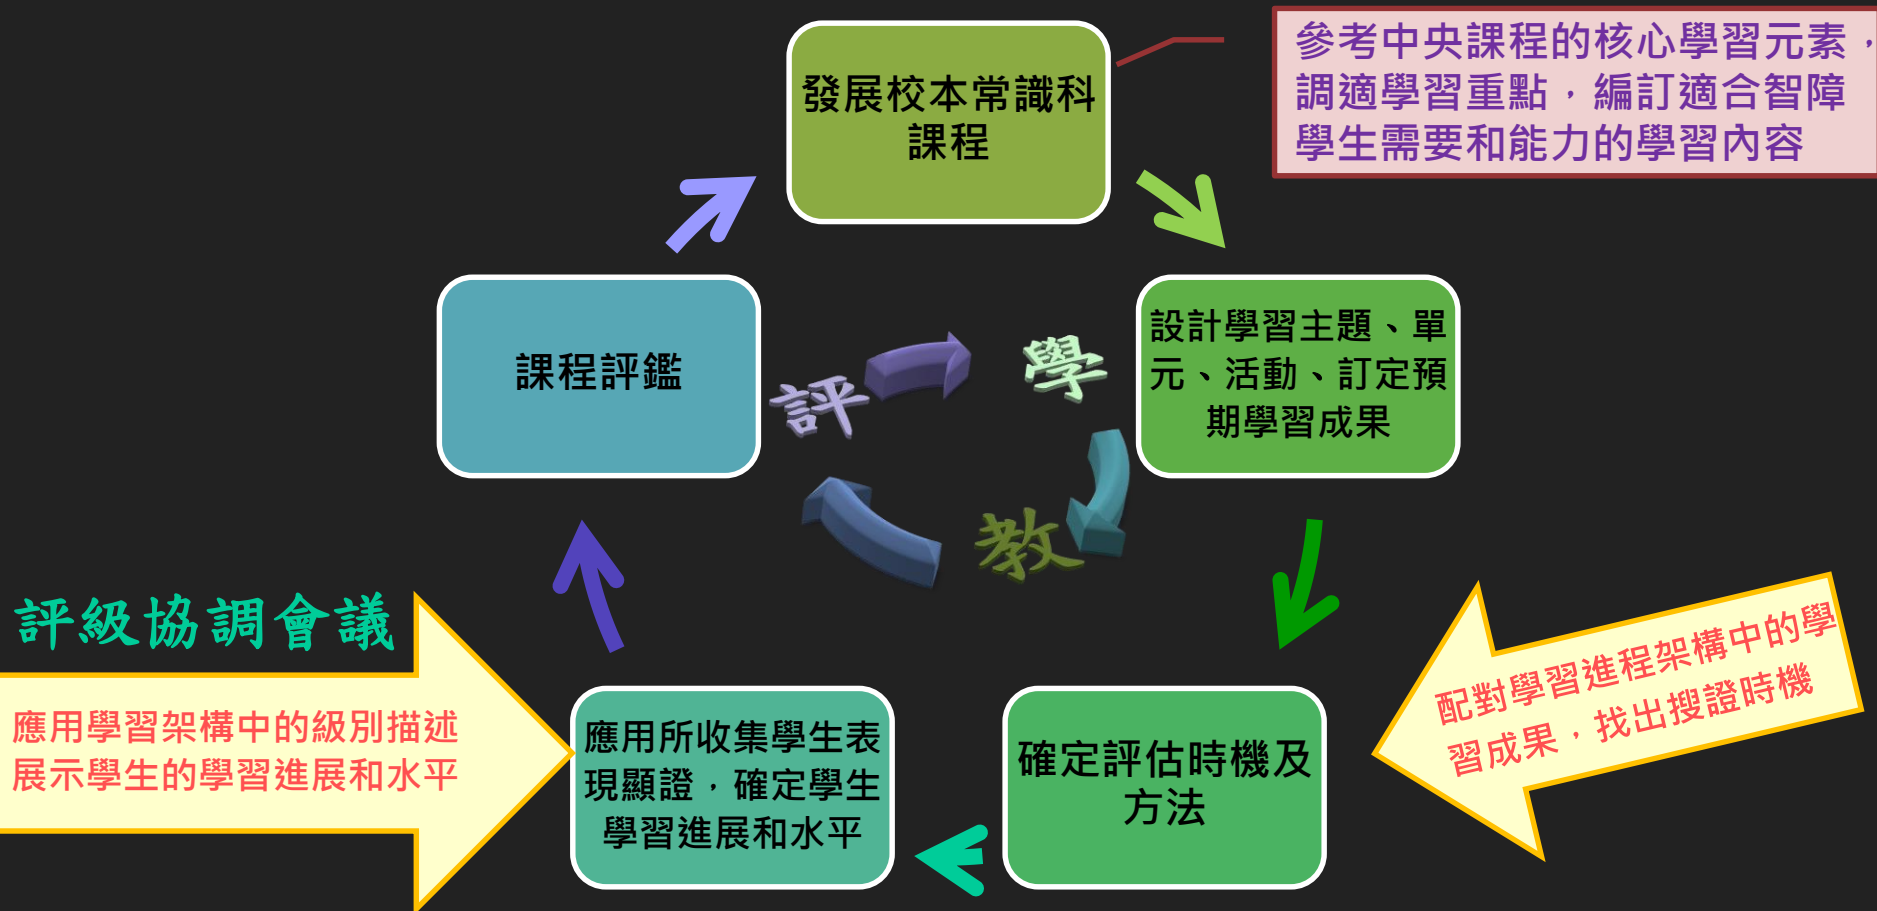 發展校本常識科
課程
參考中央課程的核心學習元素，
調適學習重點，編訂適合智障
學生需要和能力的學習內容
設計學習主題、單
元、活動、訂定預
期學習成果
課程評鑑
評
學
教
配對學習進程架構中的學
習成果，找出搜證時機
確定評估時機及
方法
應用所收集學生表
現顯證，確定學生
學習進展和水平
評級協調會議
應用學習架構中的級別描述
展示學生的學習進展和水平